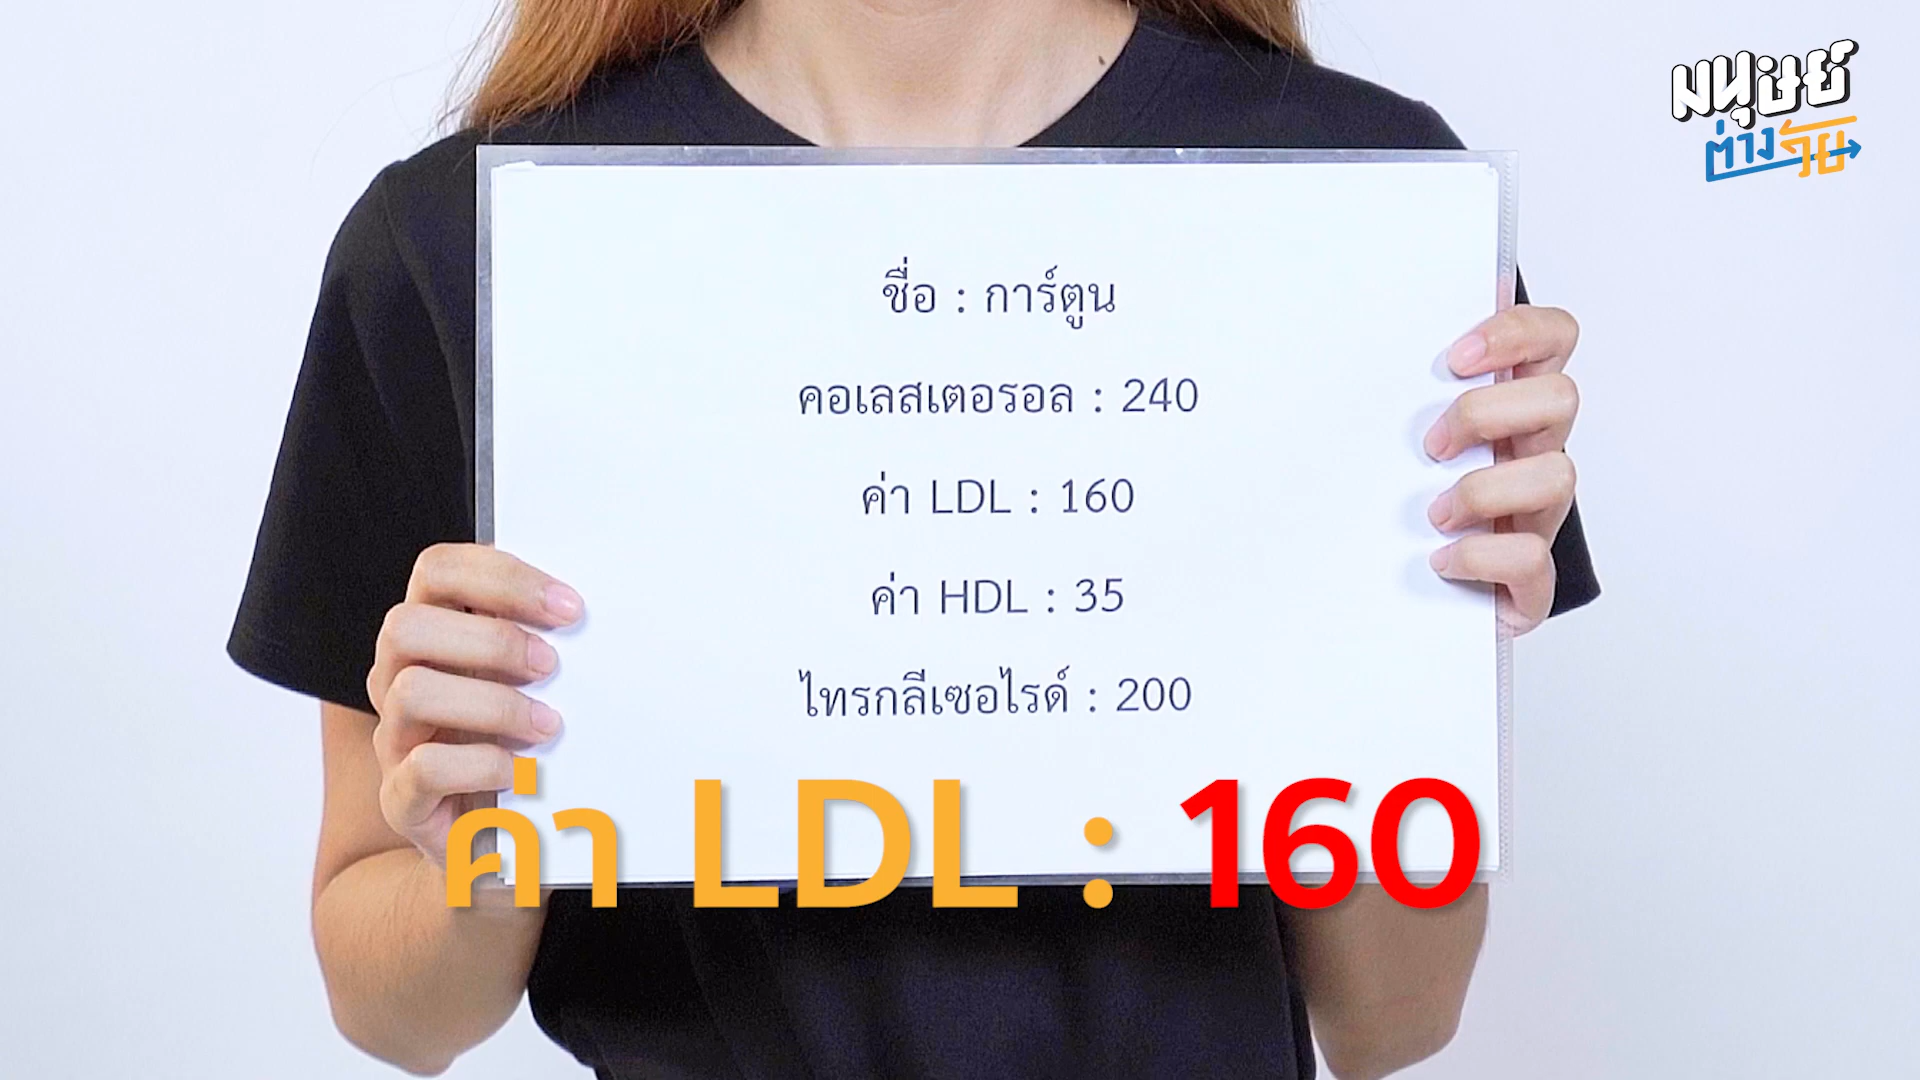 มนุษย์
ต่างวัย
ชื่อ : การ์ตูน
คอเลสเตอรอล : 240
ค่า LDL : 160
ค่า HDL : 35
ไทรกลีเซอไรด์ : 200
ค่า LDL : 160